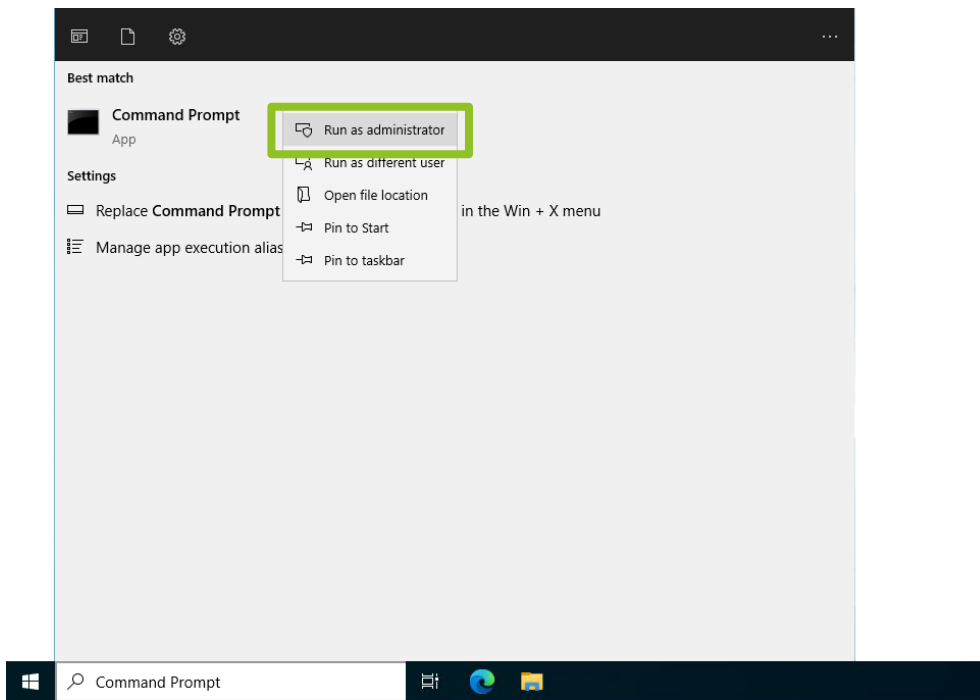 Best match
Command Prompt
App
Run as administrator
Run as different user
Open file location
Pin to Start
Pin to taskbar
Settings
Replace Command Prompt in the Win + X menu
Manage app execution alias
Command Prompt